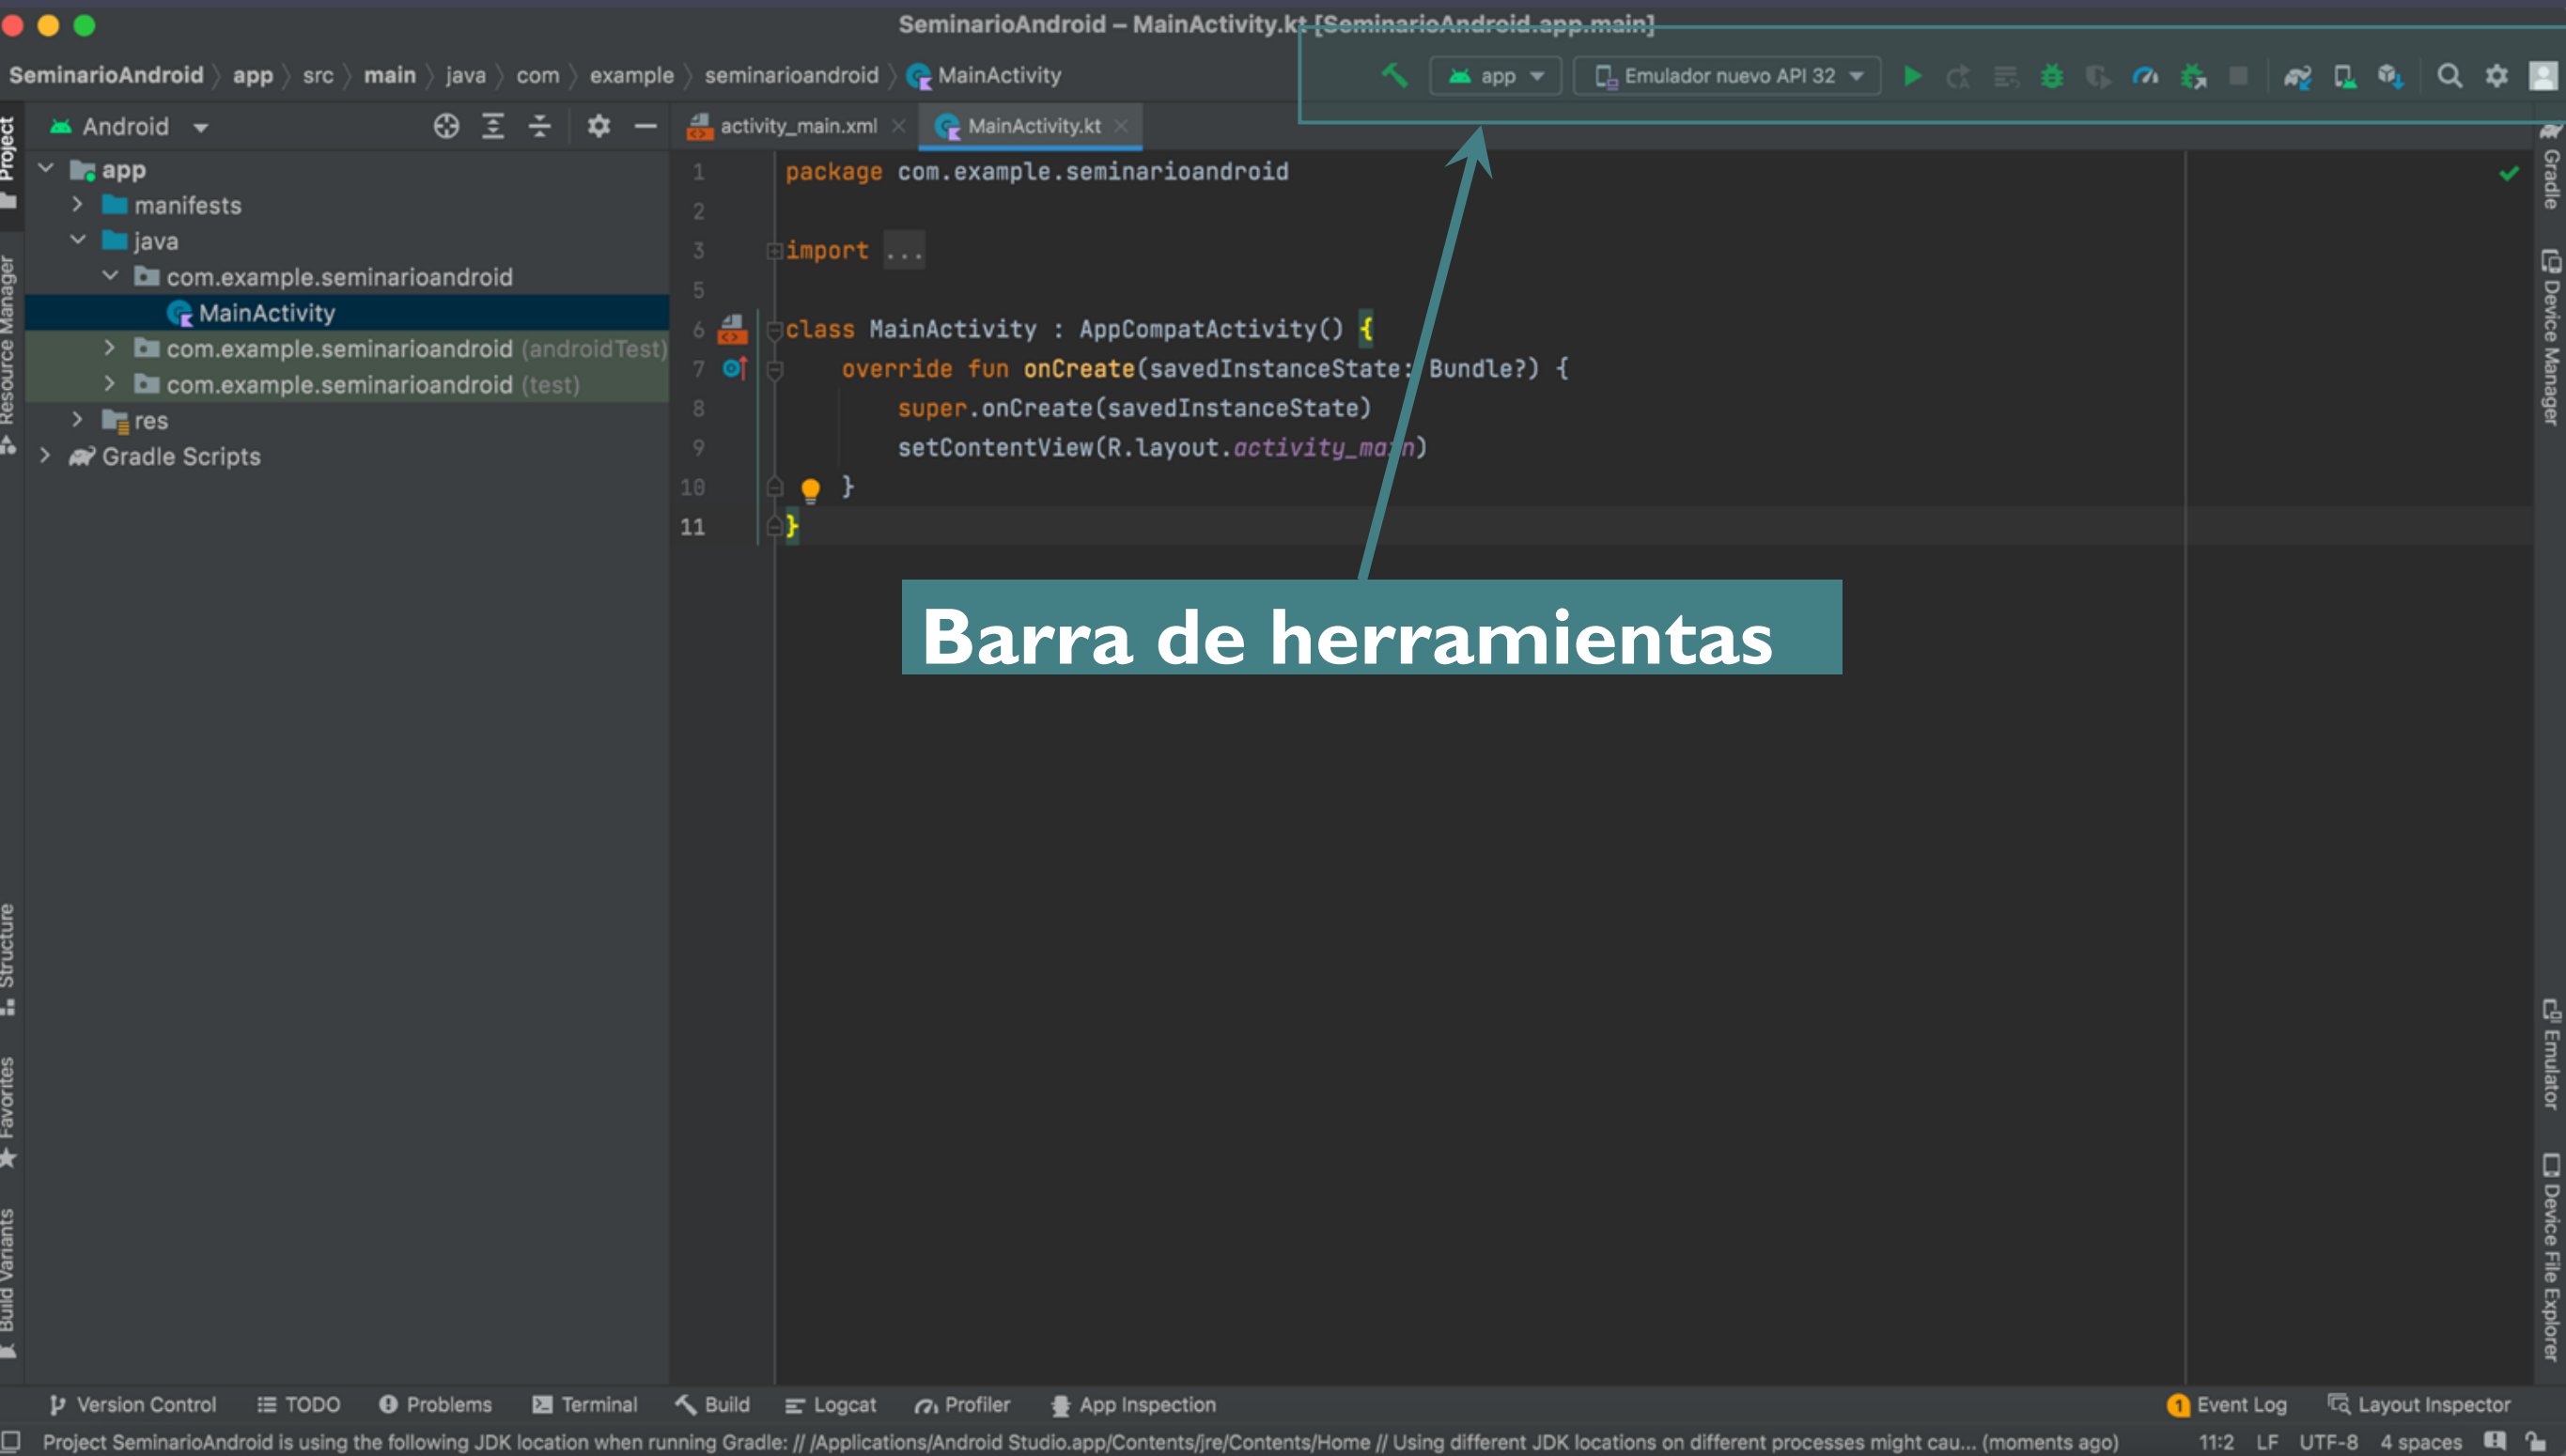 SeminarioAndroid – MainActivity.kt [SeminarioAndroid.app.main]
SeminarioAndroid app src main java com example seminarioandroid MainActivity
app Emulador nuevo API 32
Project
Android
activity_main.xml MainActivity.kt
app
manifests
java
com.example.seminarioandroid
MainActivity
com.example.seminarioandroid (androidTest)
com.example.seminarioandroid (test)
res
Gradle Scripts
Resource Manager
Structure
Favorites
Build Variants
1 package com.example.seminarioandroid
2
3 import ...
5
6 class MainActivity : AppCompatActivity() {
7 override fun onCreate(savedInstanceState: Bundle?) {
8 super.onCreate(savedInstanceState)
9 setContentView(R.layout.activity_main)
10 }
11 }
Barra de herramientas
Gradle
Device Manager
Emulator
Device File Explorer
Version Control TODO Problems Terminal Build Logcat Profiler App Inspection
1 Event Log Layout Inspector
Project SeminarioAndroid is using the following JDK location when running Gradle: // /Applications/Android Studio.app/Contents/jre/Contents/Home // Using different JDK locations on different processes might cau... (moments ago)
11:2 LF UTF-8 4 spaces